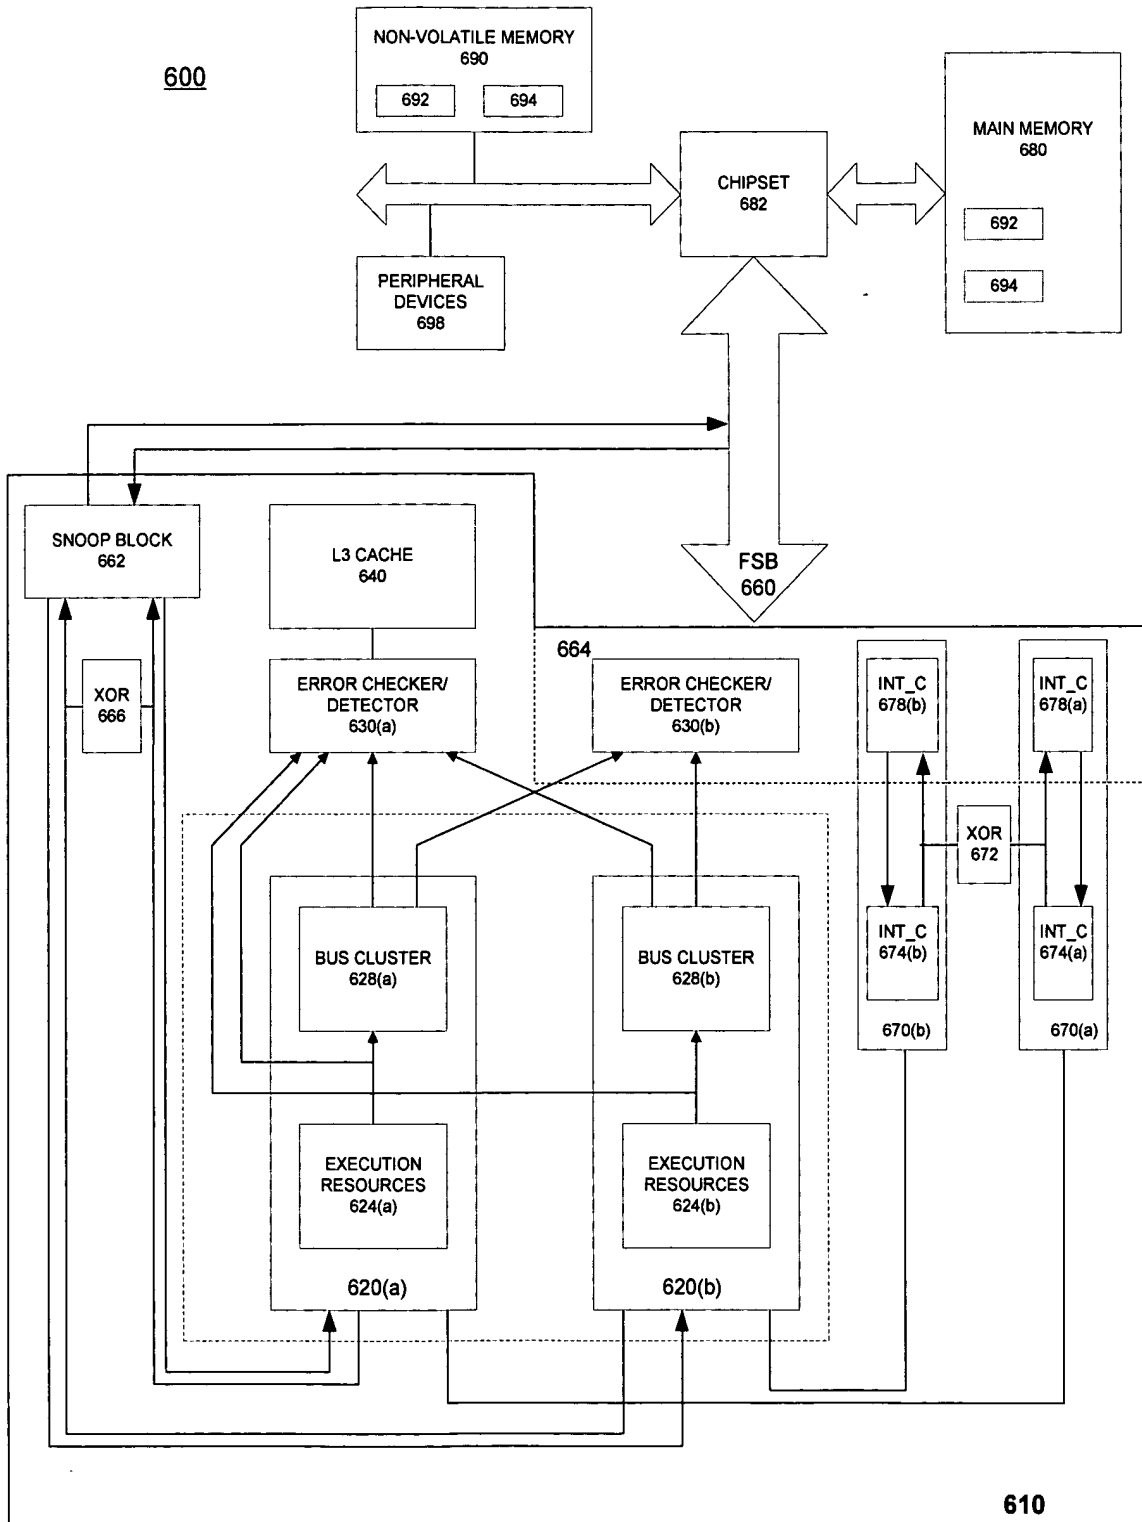 NON-VOLATILE MEMORY
690
692
694
600
MAIN MEMORY
680
692
694
CHIPSET
682
PERIPHERAL
DEVICES
698
SNOOP BLOCK
662
L3 CACHE
640
FSB
660
664
XOR
666
ERROR CHECKER/
DETECTOR
630(a)
ERROR CHECKER/
DETECTOR
630(b)
INT_C
678(b)
INT_C
678(a)
XOR
672
BUS CLUSTER
628(a)
BUS CLUSTER
628(b)
INT_C
674(b)
INT_C
674(a)
670(b)
670(a)
EXECUTION
RESOURCES
624(a)
EXECUTION
RESOURCES
624(b)
620(a)
620(b)
610